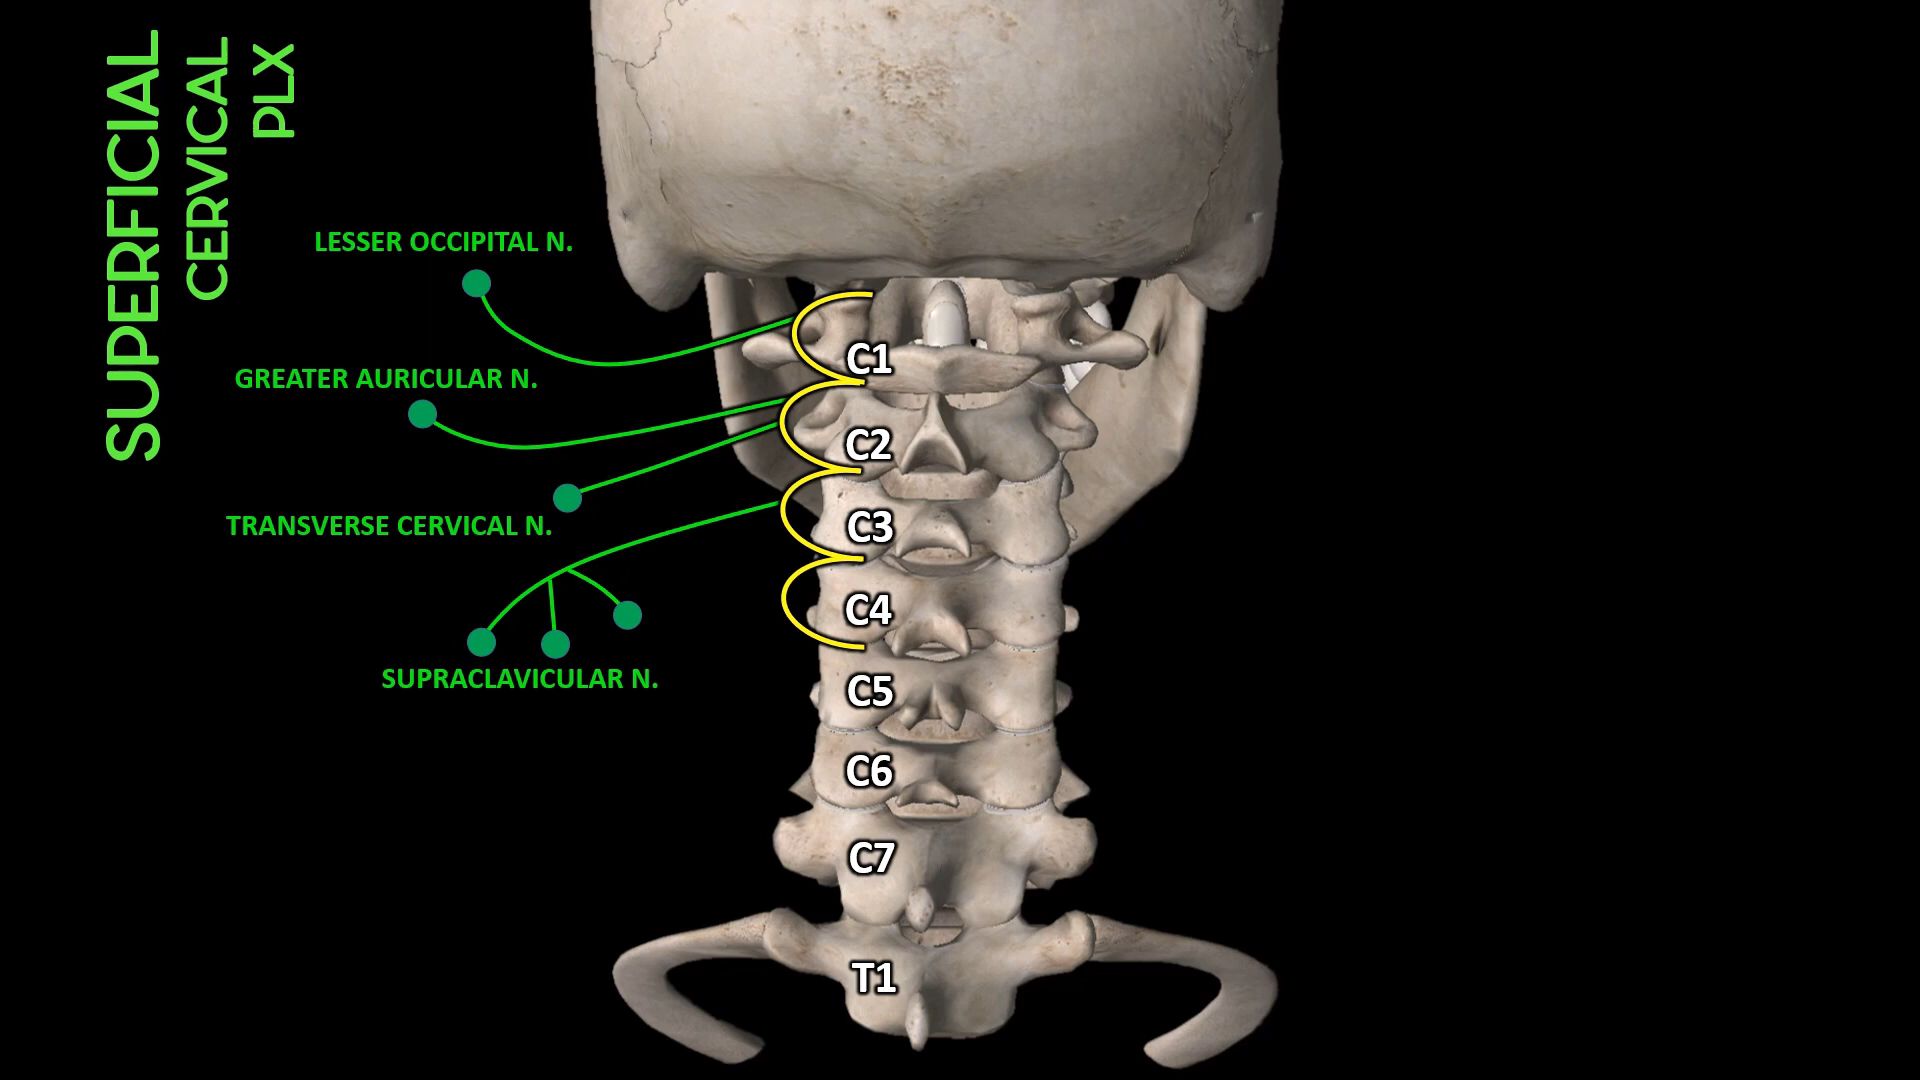 SUPERFICIAL
CERVICAL
PLX
LESSER OCCIPITAL N.
GREATER AURICULAR N.
TRANSVERSE CERVICAL N.
SUPRACLAVICULAR N.
C1
C2
C3
C4
C5
C6
C7
T1